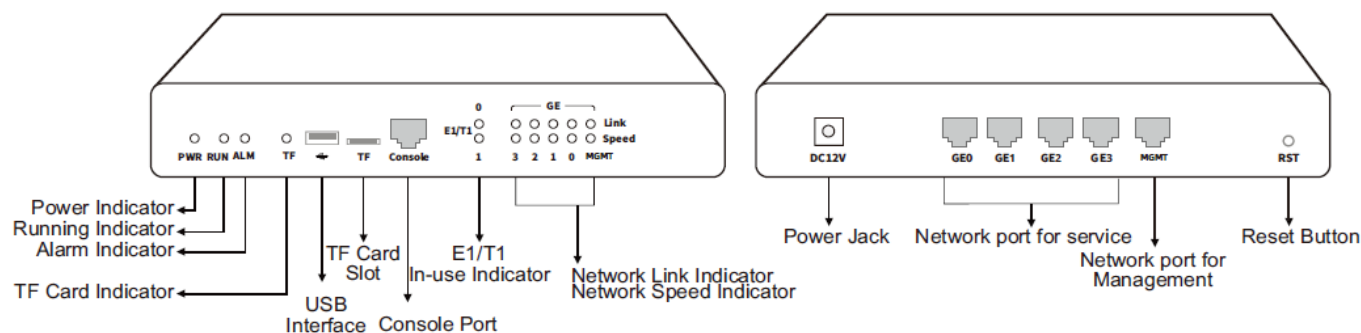 0
GE
E1/T1
Link
Speed
PWR RUN ALM TF TF Console 1 3 2 1 0 MGMT
Power Indicator
Running Indicator
Alarm Indicator
TF Card Indicator
USB
Interface
TF Card
Slot
Console Port
E1/T1
In-use Indicator
Network Link Indicator
Network Speed Indicator
DC12V GE0 GE1 GE2 GE3 MGMT RST
Power Jack
Network port for service
Network port for
Management
Reset Button